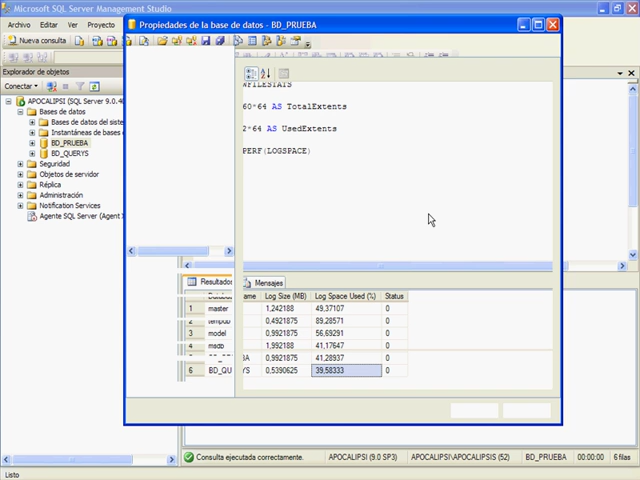 Microsoft SQL Server Management Studio
Propiedades de la base de datos - BD_PRUEBA
Archivo Editar Ver Proyecto
Nueva consulta
Explorador de objetos
Conectar
APOCALIPSI (SQL Server 9.0.4
Bases de datos
Bases de datos del siste
Instantáneas de bases
BD_PRUEBA
BD_QUERYS
Seguridad
Objetos de servidor
Réplica
Administración
Notification Services
Agente SQL Server (Agent
WFILESTATS
60*64 AS TotalExtents
2*64 AS UsedExtents
PERF(LOGSPACE)
Resultados Mensajes
ame Log Size (MB) Log Space Used (%) Status
1 master 1,242188 49,37107 0
2 tempdb 0,4921875 89,28571 0
3 model 0,9921875 56,69291 0
4 msdb 1,992188 41,17647 0
BA 0,9921875 41,28937 0
6 BD_QU YS 0,5390625 39,58333 0
Consulta ejecutada correctamente. APOCALIPSI (9.0 SP3) APOCALIPSI\APOCALIPSIS (52) BD_PRUEBA 00:00:00 6 filas
Listo